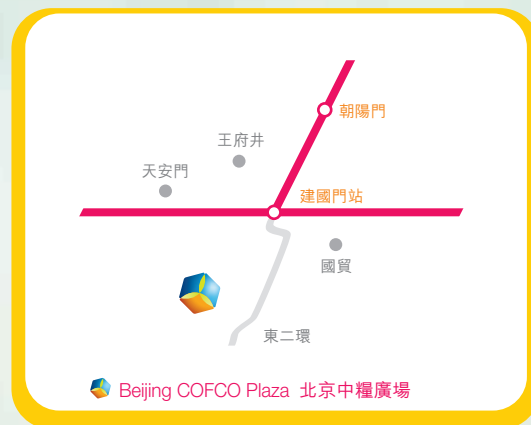 朝陽門
王府井
天安門
建國門站
國貿
東二環
Beijing COFCO Plaza 北京中糧廣場